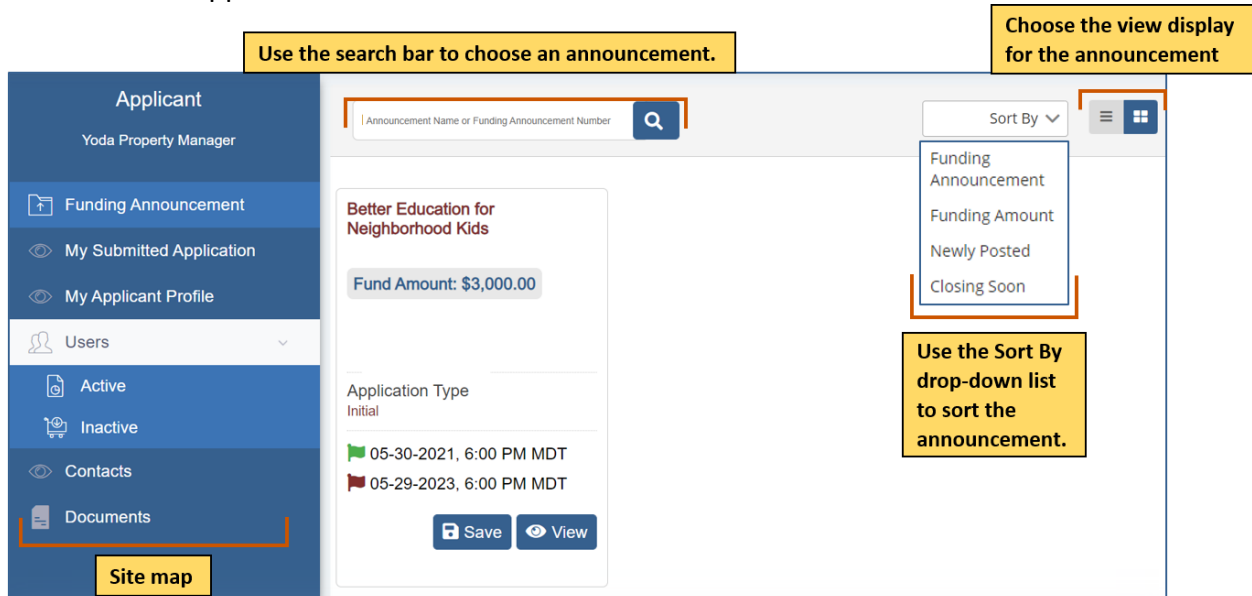 Choose the view display
for the announcement
Use the search bar to choose an announcement.
Applicant
Yoda Property Manager
Announcement Name or Funding Announcement Number
Sort By
Funding
Announcement
Funding Amount
Newly Posted
Closing Soon
Funding Announcement
My Submitted Application
My Applicant Profile
Users
Active
Inactive
Contacts
Documents
Site map
Better Education for
Neighborhood Kids
Fund Amount: $3,000.00
Application Type
Initial
05-30-2021, 6:00 PM MDT
05-29-2023, 6:00 PM MDT
Save
View
Use the Sort By
drop-down list
to sort the
announcement.